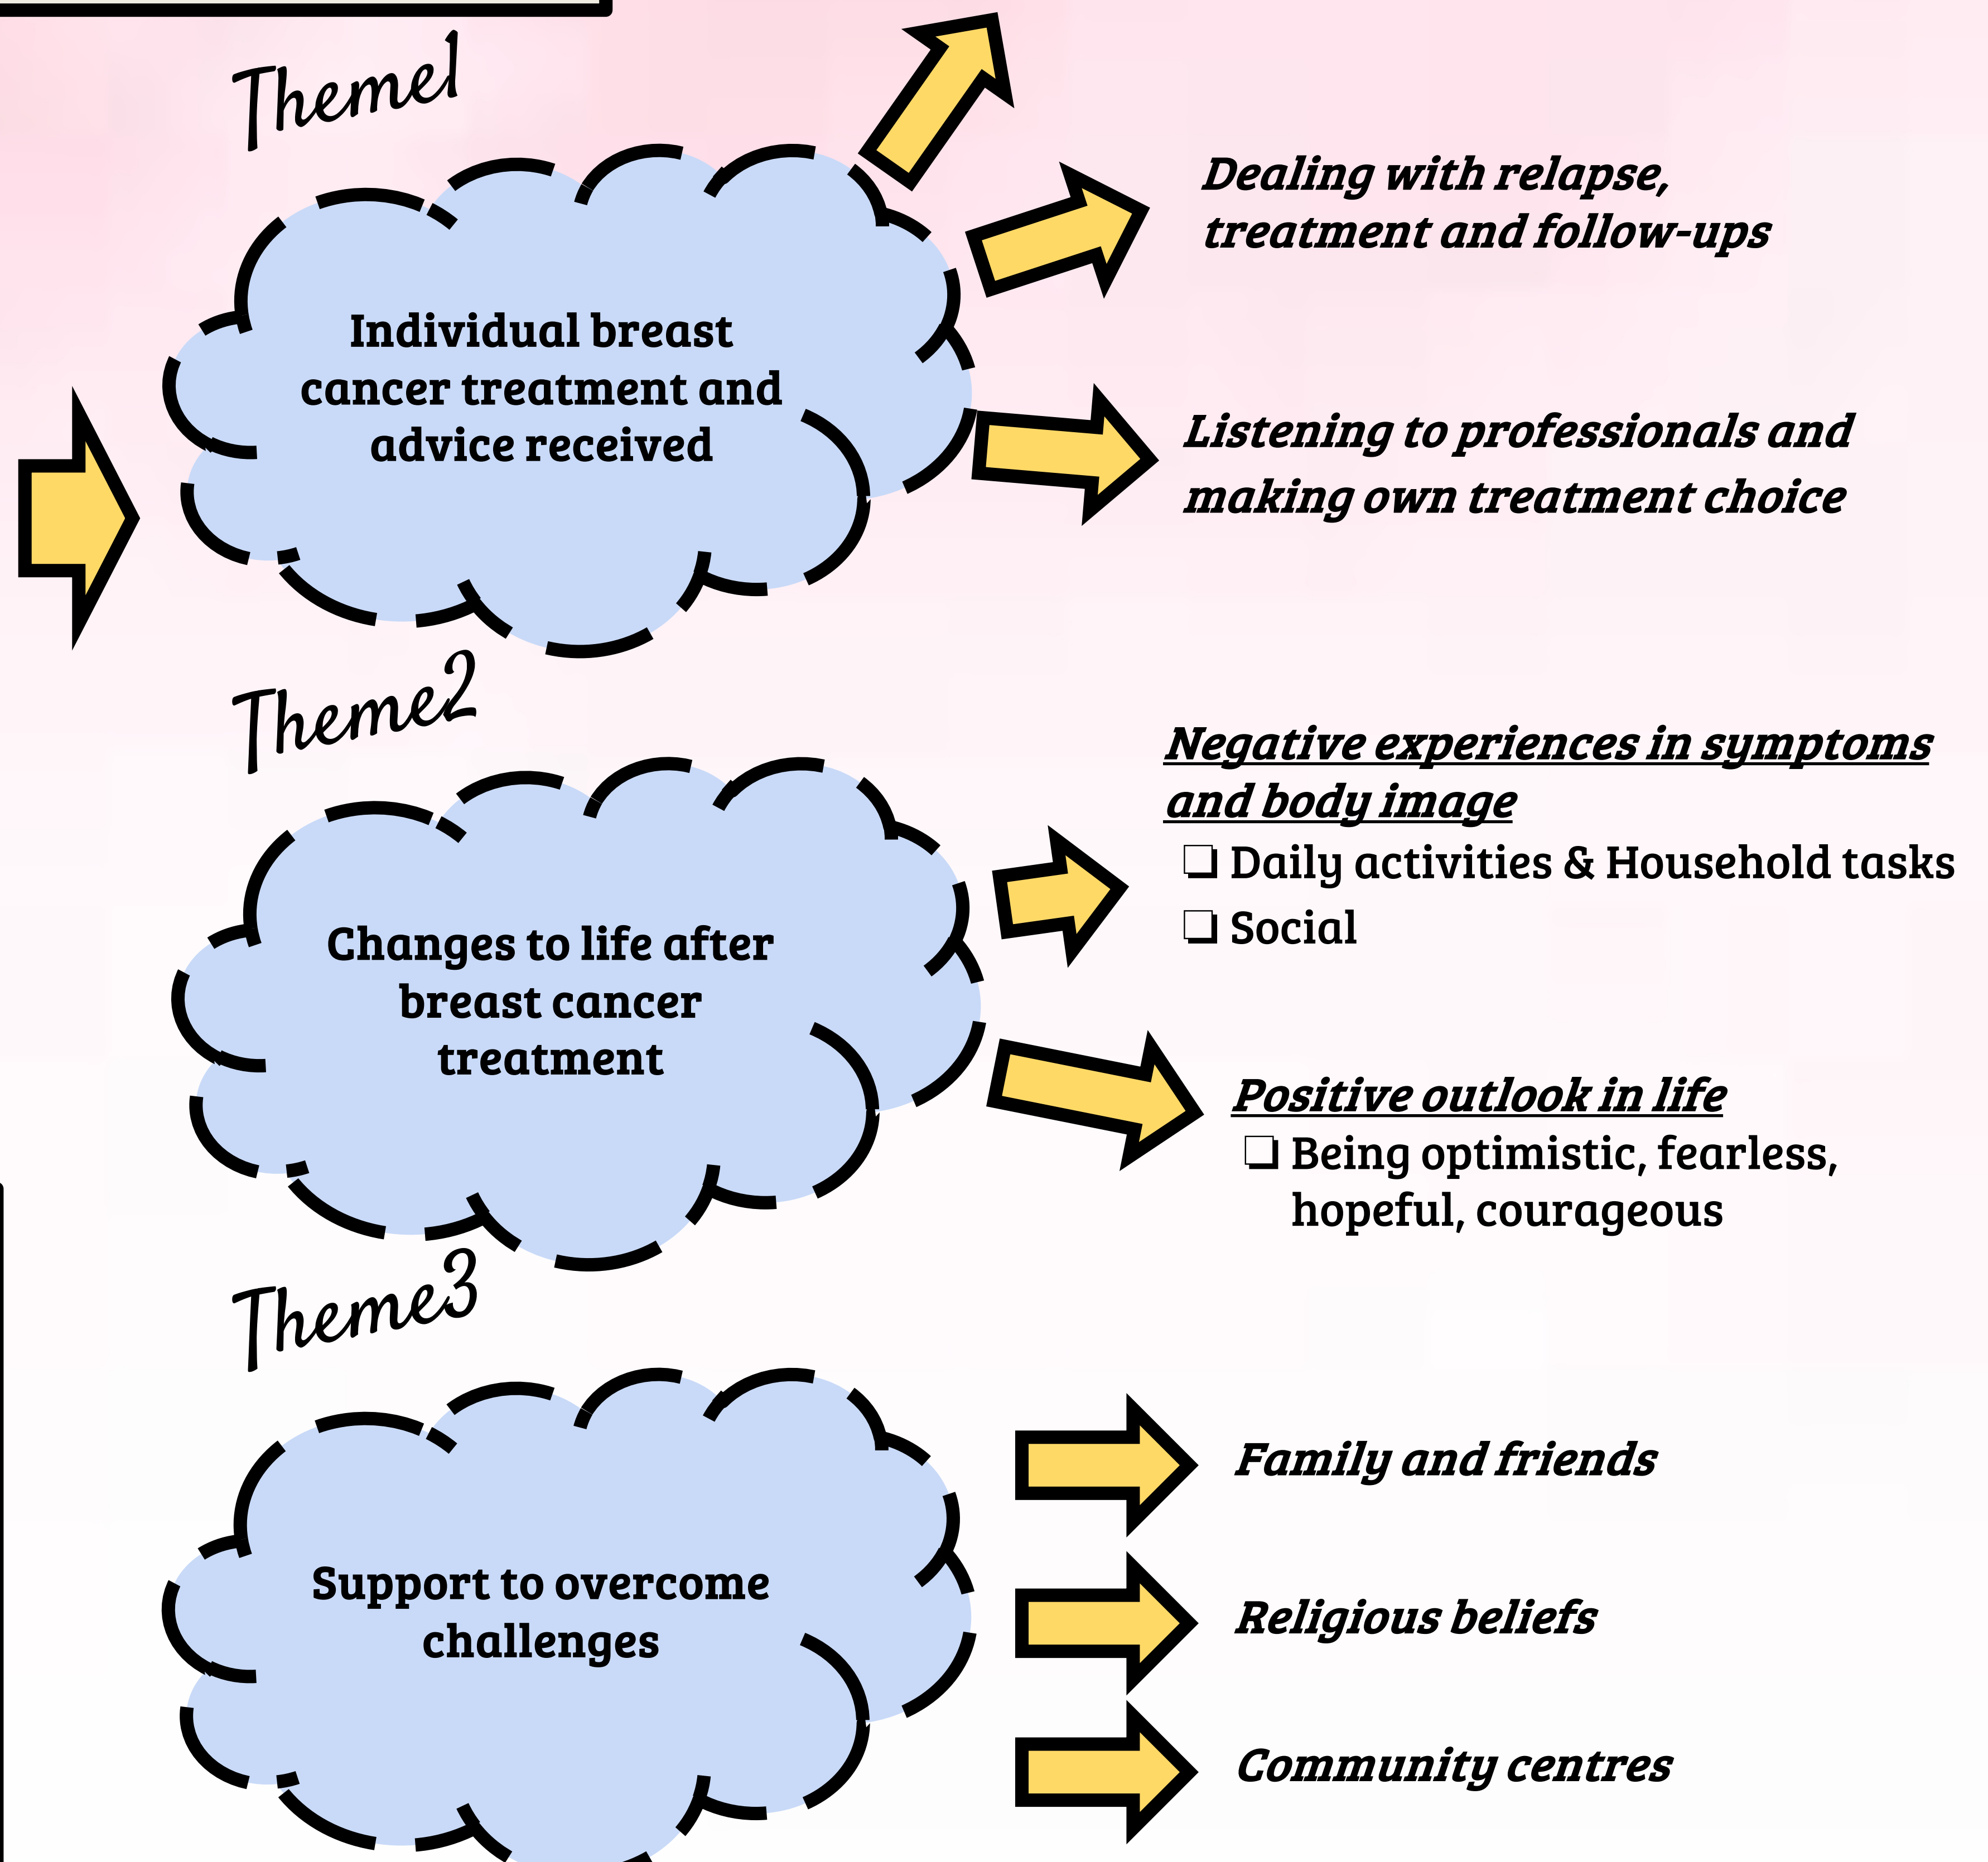 Theme1
Individual breast
cancer treatment and
advice received
Dealing with relapse,
treatment and follow-ups
Listening to professionals and
making own treatment choice
Theme2
Changes to life after
breast cancer
treatment
Negative experiences in symptoms
and body image
❏ Daily activities & Household tasks
❏ Social
Positive outlook in life
❏ Being optimistic, fearless,
hopeful, courageous
Theme3
Support to overcome
challenges
Family and friends
Religious beliefs
Community centres